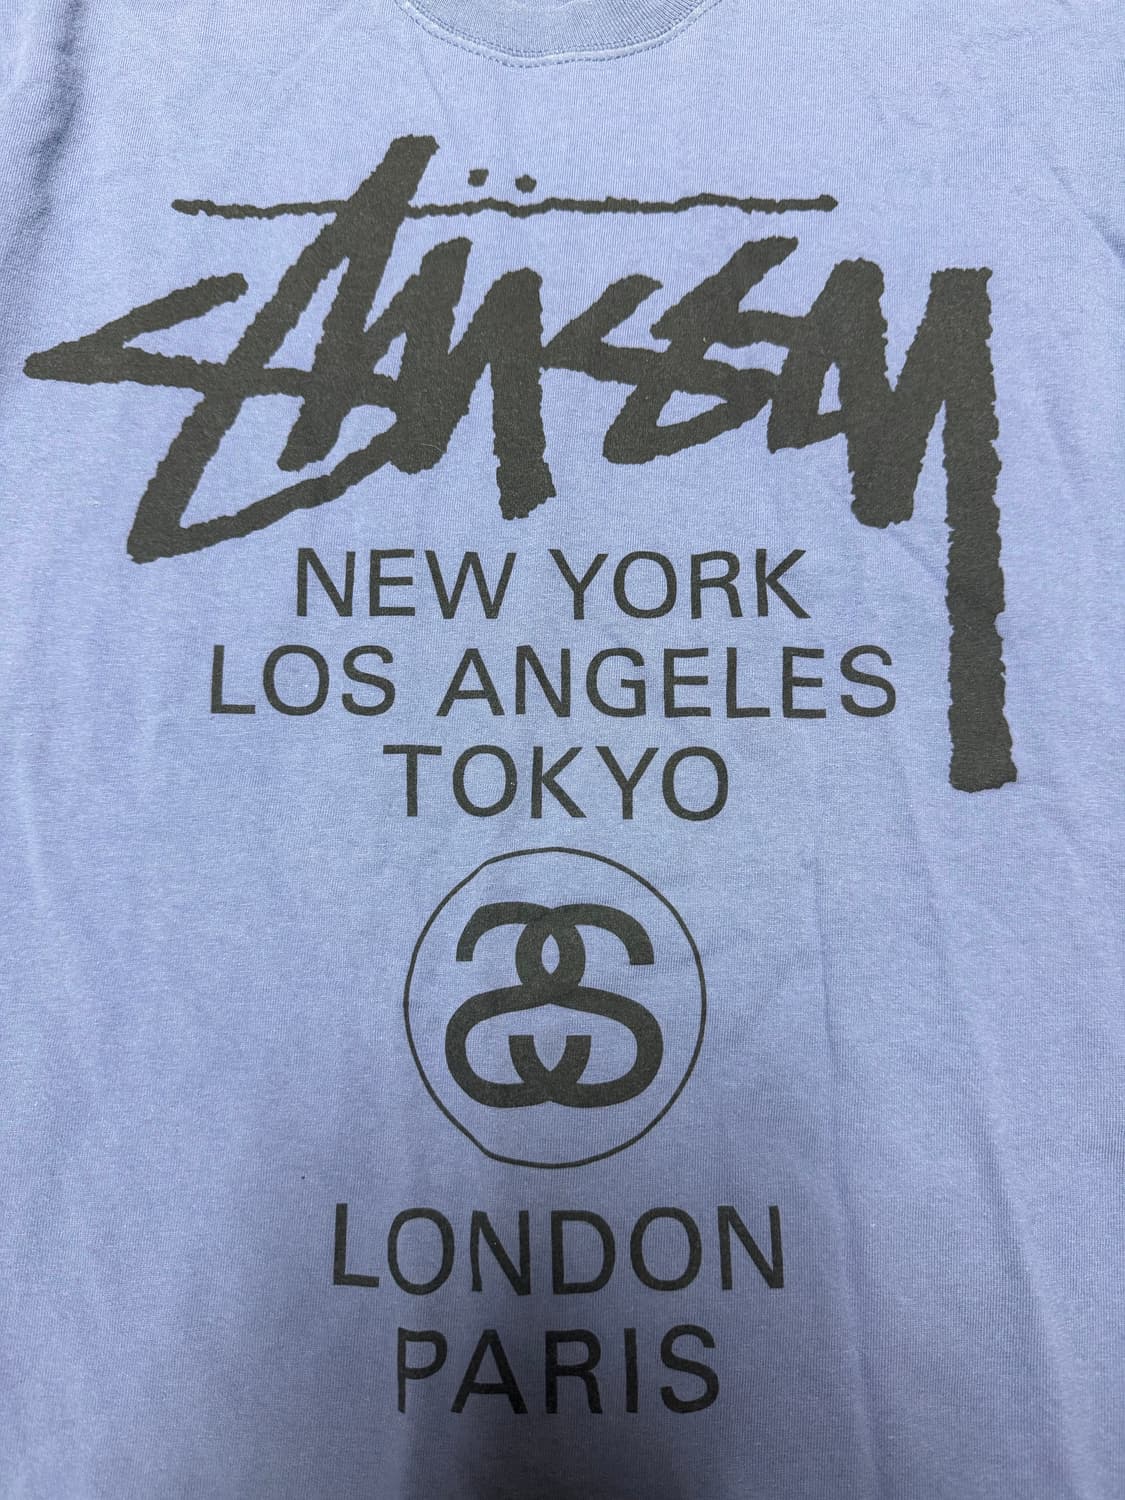 Stüssy
NEW YORK
LOS ANGELES
TOKYO
SS
LONDON
PARIS